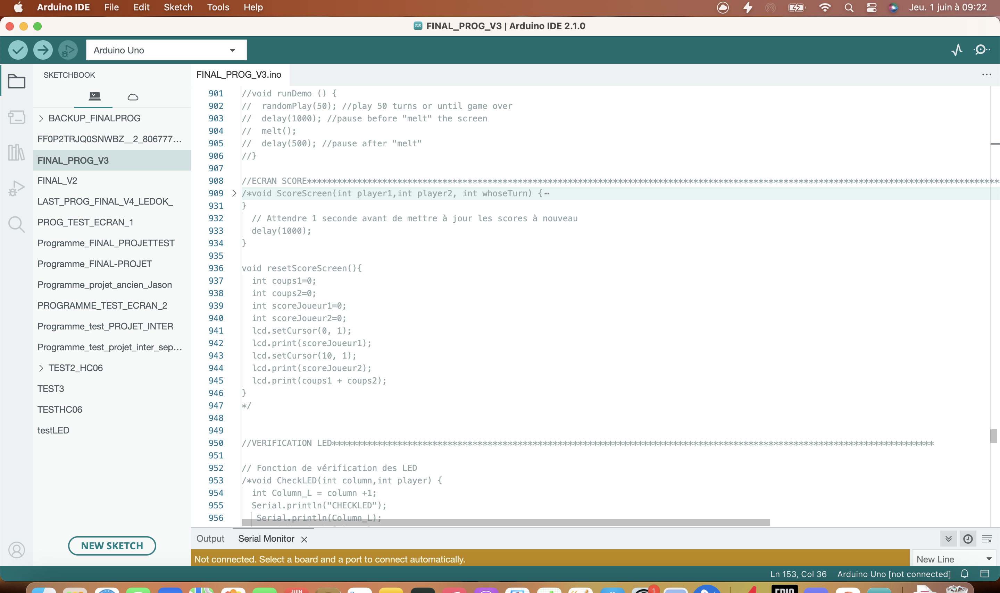 Arduino IDE File Edit Sketch Tools Help Jeu. 1 juin à 09:22
FINAL_PROG_V3 | Arduino IDE 2.1.0
Arduino Uno
SKETCHBOOK
BACKUP_FINALPROG
FF0P2TRJQ0SNWBZ__2_806777...
FINAL_PROG_V3
FINAL_V2
LAST_PROG_FINAL_V4_LEDOK_
PROG_TEST_ECRAN_1
Programme_FINAL_PROJETTEST
Programme_FINAL-PROJET
Programme_projet_ancien_Jason
PROGRAMME_TEST_ECRAN_2
Programme_test_PROJET_INTER
Programme_test_projet_inter_sep...
TEST2_HC06
TEST3
TESTHC06
testLED
NEW SKETCH
FINAL_PROG_V3.ino
901 //void runDemo () {
902 //  randomPlay(50); //play 50 turns or until game over
903 //  delay(1000); //pause before "melt" the screen
904 //  melt();
905 //  delay(500); //pause after "melt"
906 //}
907
908 //ECRAN SCORE******************************************************************************************************************************************
909 /*void ScoreScreen(int player1,int player2, int whoseTurn) {⋯
931 }
932   // Attendre 1 seconde avant de mettre à jour les scores à nouveau
933   delay(1000);
934 }
935
936 void resetScoreScreen(){
937   int coups1=0;
938   int coups2=0;
939   int scoreJoueur1=0;
940   int scoreJoueur2=0;
941   lcd.setCursor(0, 1);
942   lcd.print(scoreJoueur1);
943   lcd.setCursor(10, 1);
944   lcd.print(scoreJoueur2);
945   lcd.print(coups1 + coups2);
946 }
947 */
948
949
950 //VERIFICATION LED************************************************************************************************************************
951
952 // Fonction de vérification des LED
953 /*void CheckLED(int column,int player) {
954   int Column_L = column +1;
955   Serial.println("CHECKLED");
956    Serial.println(Column_L);
Output Serial Monitor
Not connected. Select a board and a port to connect automatically.
New Line
Ln 153, Col 36 Arduino Uno [not connected]
JUIN
1
EPIC